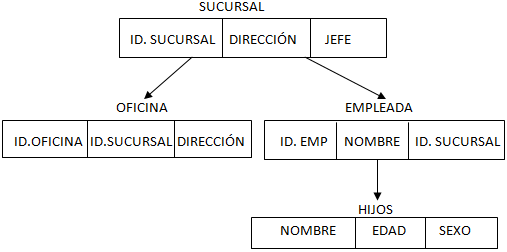 SUCURSAL
ID. SUCURSAL DIRECCIÓN JEFE
OFICINA
ID.OFICINA ID.SUCURSAL DIRECCIÓN
EMPLEADA
ID. EMP NOMBRE ID. SUCURSAL
HIJOS
NOMBRE EDAD SEXO